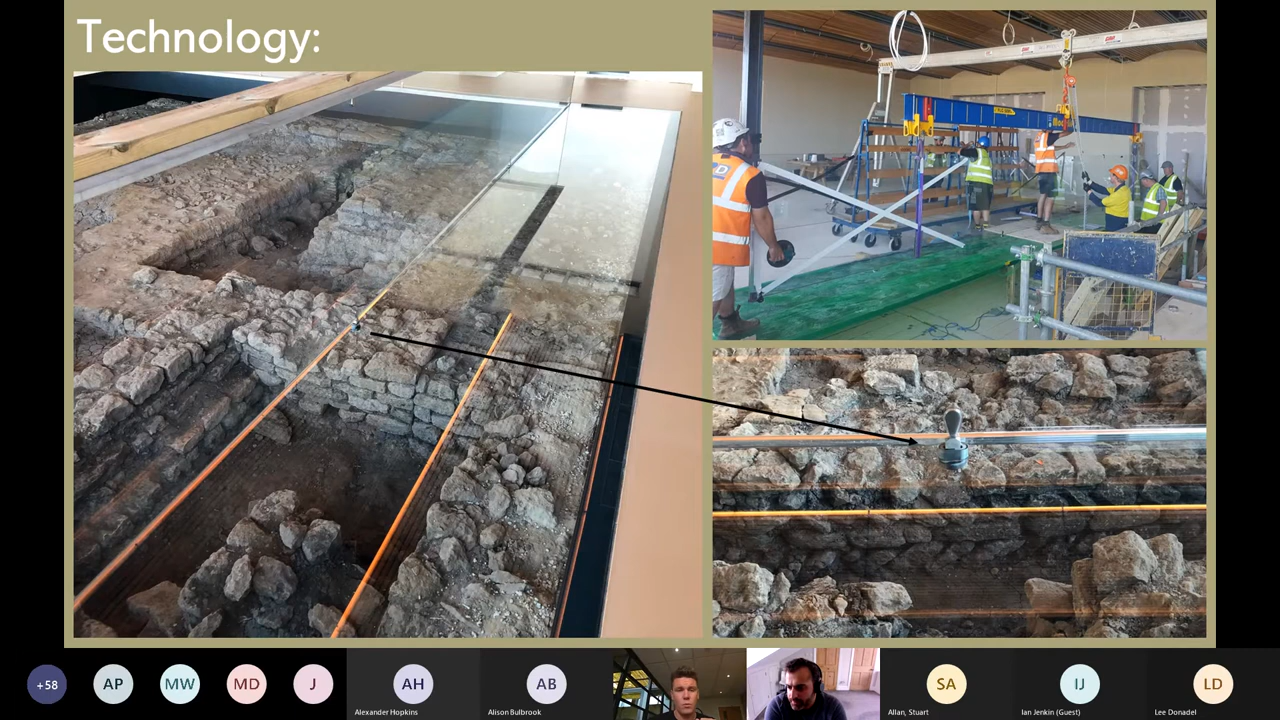 Technology:
+58
AP
MW
MD
J
AH
AB
SA
IJ
LD
Alexander Hopkins
Alison Bulbrook
Allan, Stuart
Ian Jenkin (Guest)
Lee Donadel